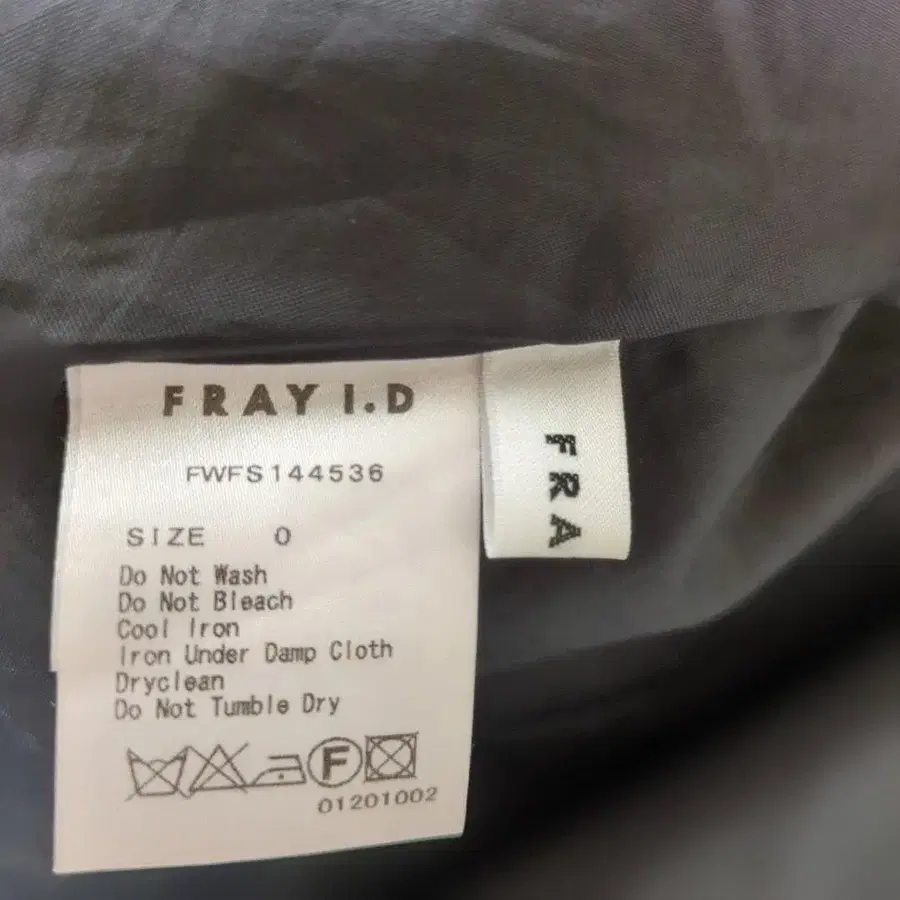 FRAY I.D
FWFS144536
SIZE 0
Do Not Wash
Do Not Bleach
Cool Iron
Iron Under Damp Cloth
Dryclean
Do Not Tumble Dry
F
01201002
FRA